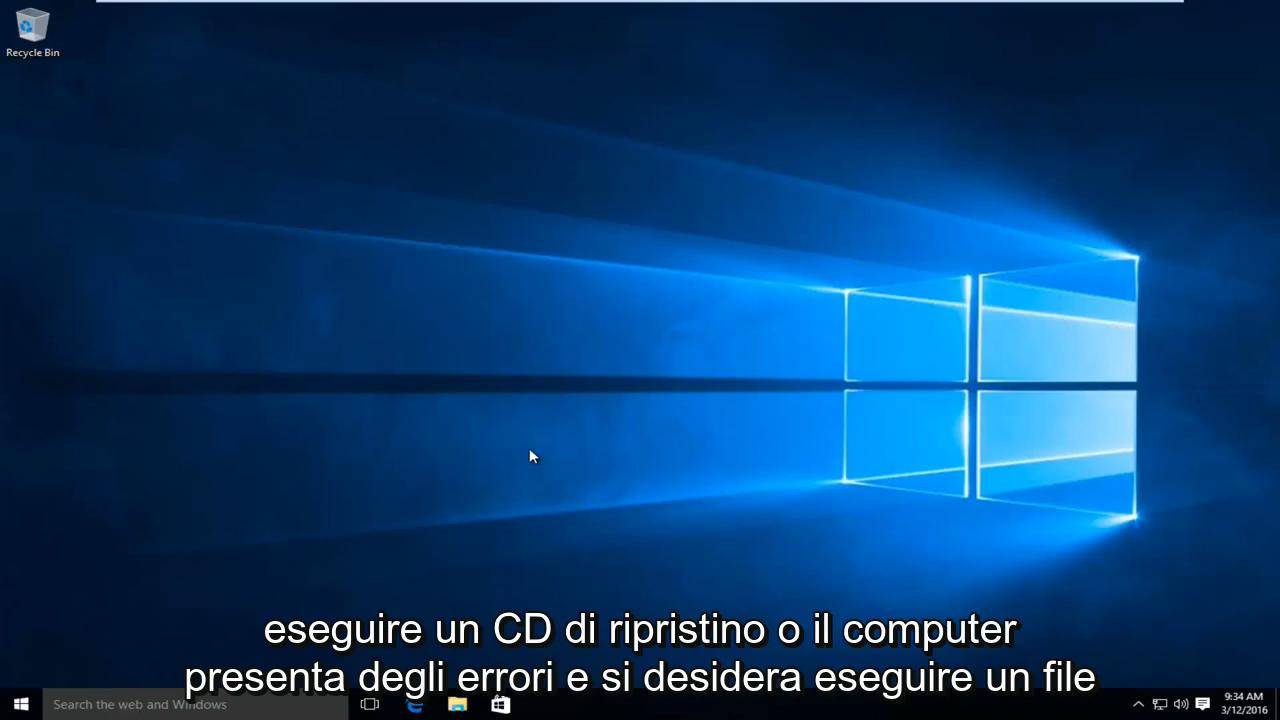 Recycle Bin
eseguire un CD di ripristino o il computer
presenta degli errori e si desidera eseguire un file
Search the web and Windows
9:34 AM
3/12/2016